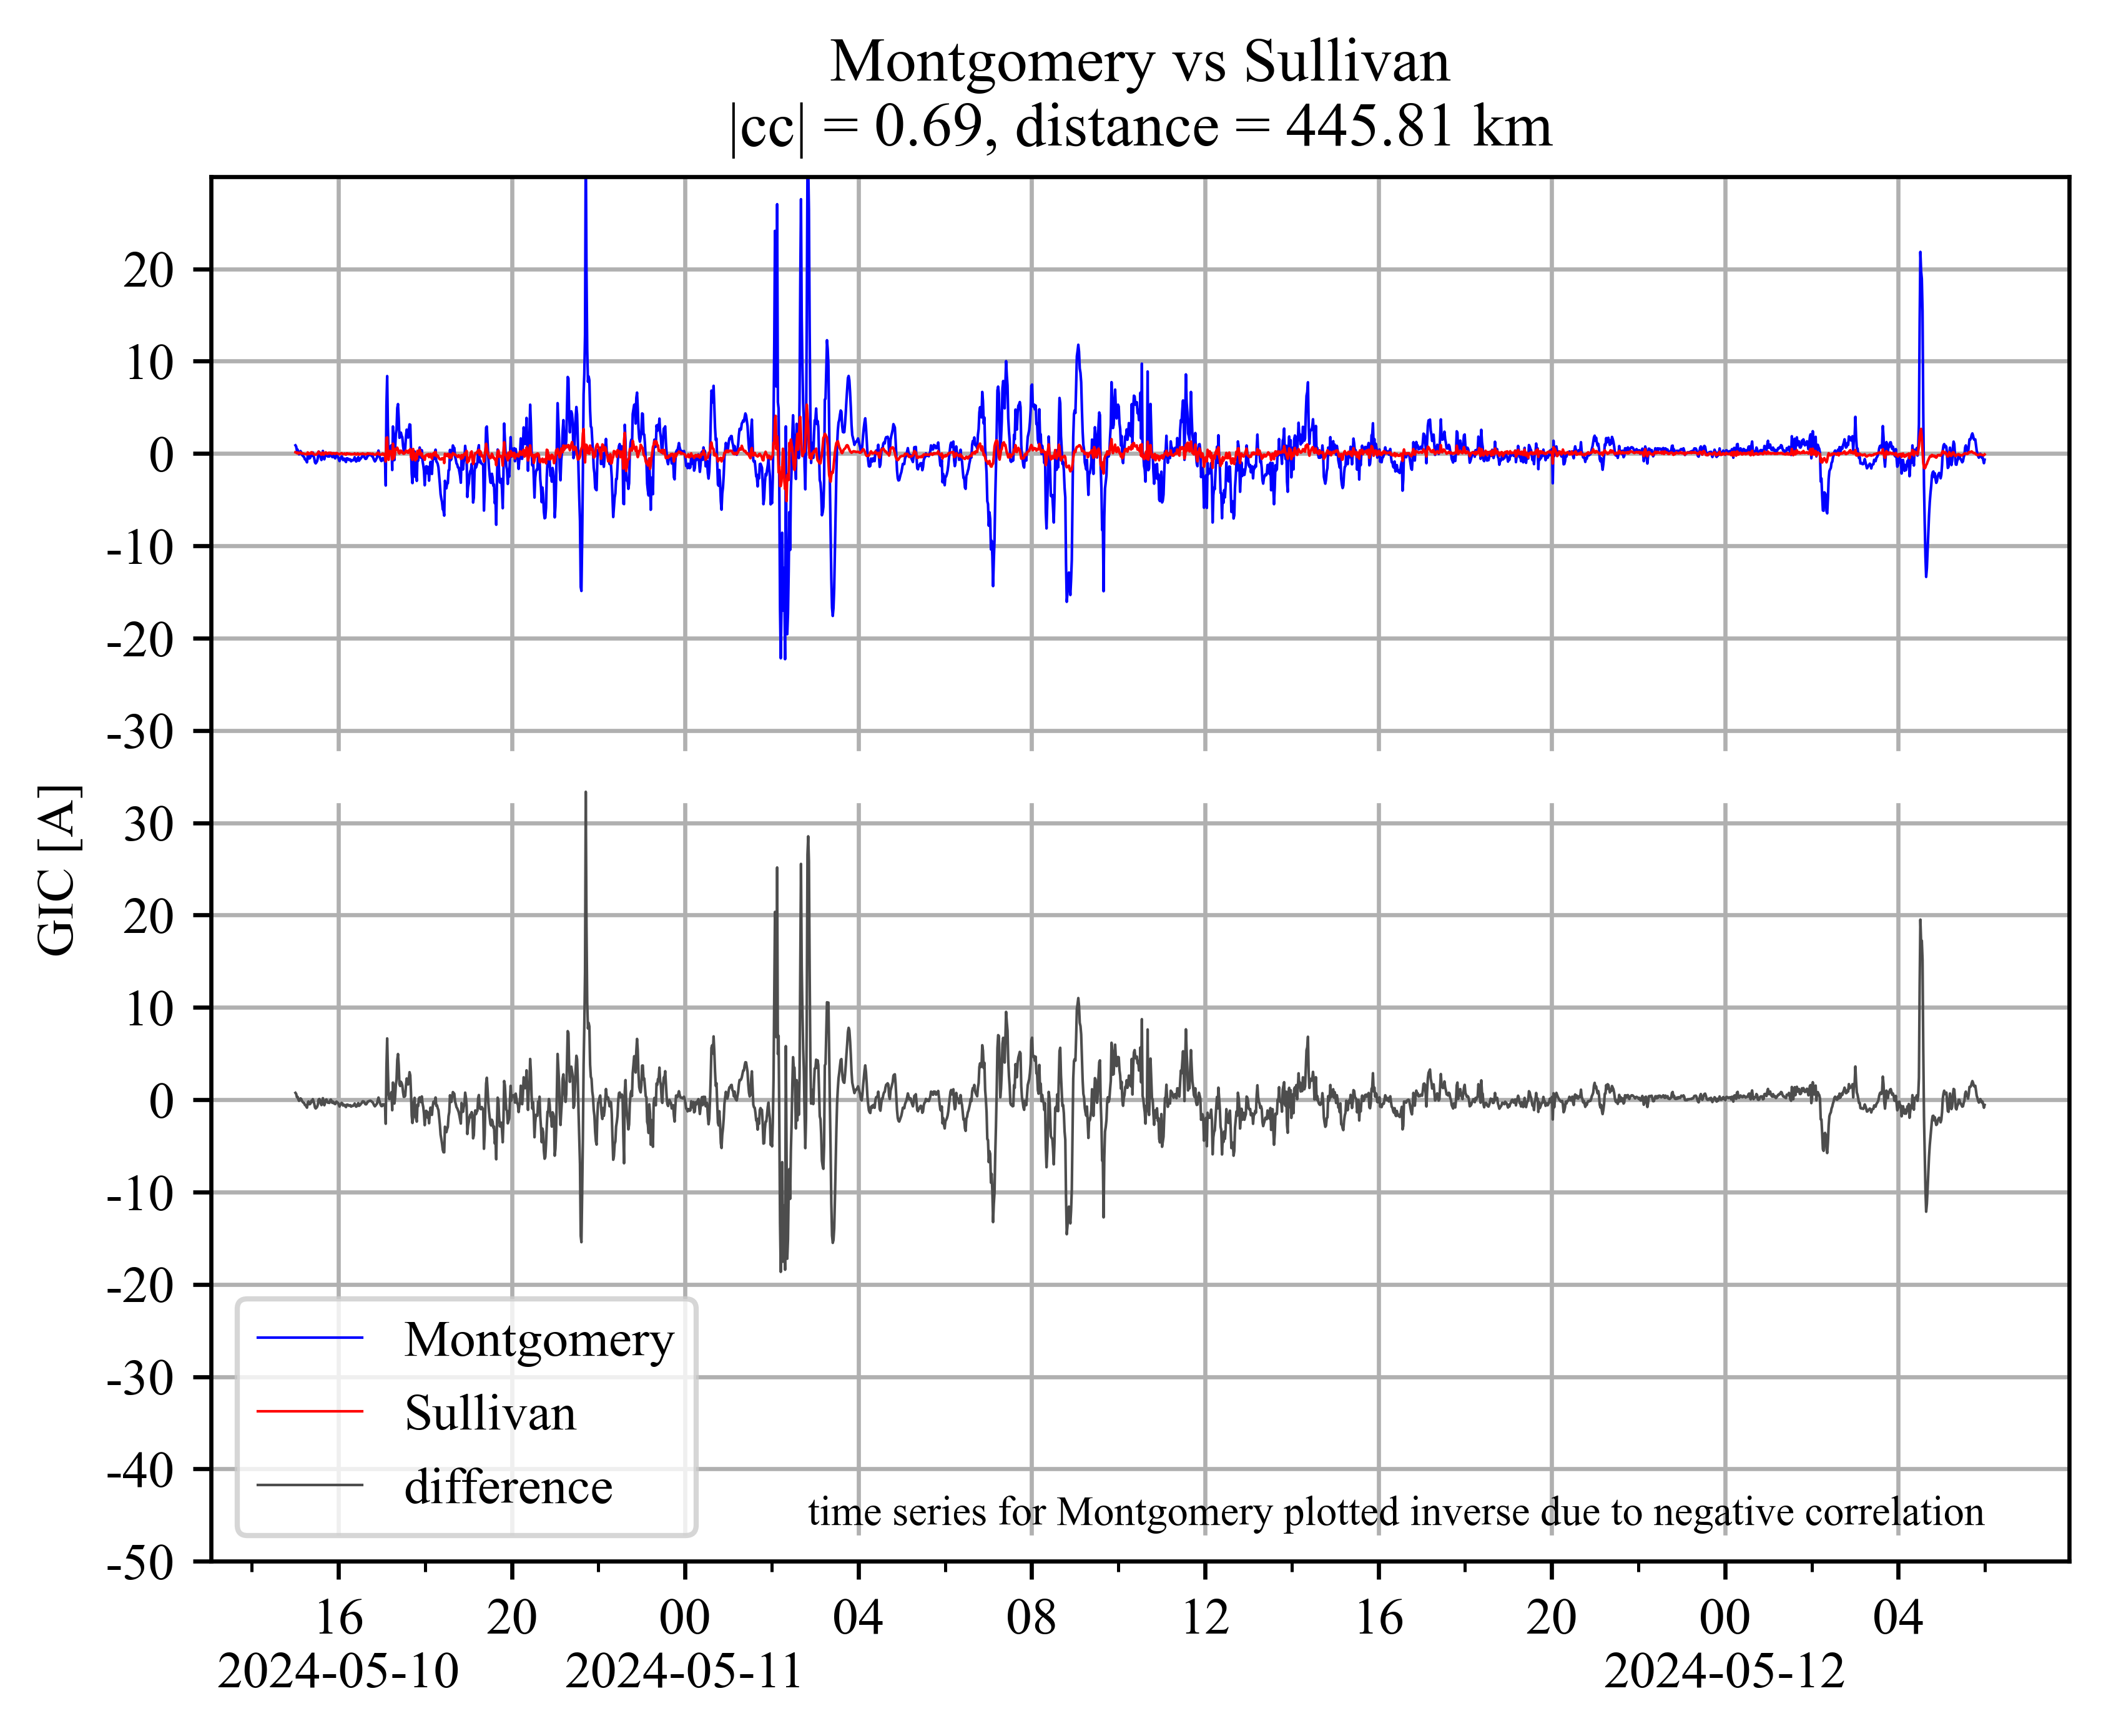 Montgomery vs Sullivan
|cc| = 0.69, distance = 445.81 km
20
10
0
-10
-20
-30
30
20
10
0
-10
-20
-30
-40
-50
GIC [A]
Montgomery
Sullivan
difference
time series for Montgomery plotted inverse due to negative correlation
16 20 00 04 08 12 16 20 00 04
2024-05-10 2024-05-11 2024-05-12